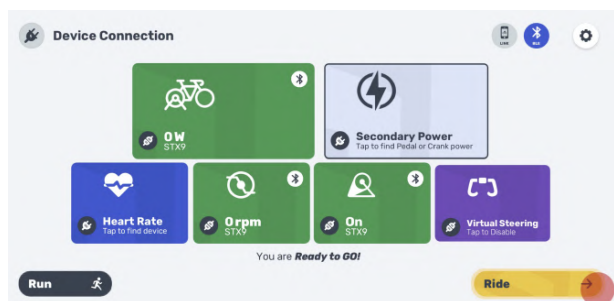 Device Connection
LINK
BLE
0 W
STX9
Secondary Power
Tap to find Pedal or Crank power
Heart Rate
Tap to find device
0 rpm
STX9
On
STX9
Virtual Steering
Tap to Disable
You are Ready to GO!
Run
Ride